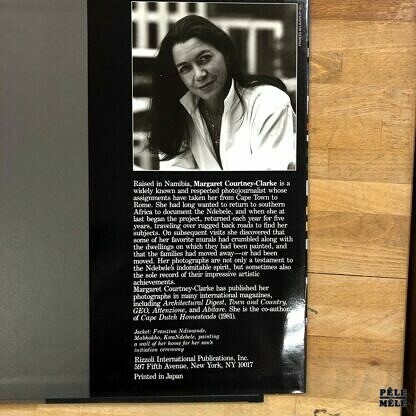 Raised in Namibia, Margaret Courtney-Clarke is a
widely known and respected photojournalist whose
assignments have taken her from Cape Town to
Rome. She had long wanted to return to southern
Africa to document the Ndebele, and when she at
last began the project, returned each year for five
years, traveling over rugged back roads to find her
subjects. On subsequent visits she discovered that
some of her favorite murals had crumbled along with
the dwellings on which they had been painted, and
that the families had moved away—or had been
moved. Her photographs are not only a testament to
the Ndebele's indomitable spirit, but sometimes also
the sole record of their impressive artistic
achievements.
Margaret Courtney-Clarke has published her
photographs in many international magazines,
including Architectural Digest, Town and Country,
GEO, Attenzione, and Abitare. She is the co-author
of Cape Dutch Homesteads (1981).
Jacket: Franzina Ndimande,
KwaNdebele, painting
a wall of her home for her son's
initiation ceremony
Rizzoli International Publications, Inc.
597 Fifth Avenue, New York, NY 10017
Printed in Japan
PÊLE
MÊLE